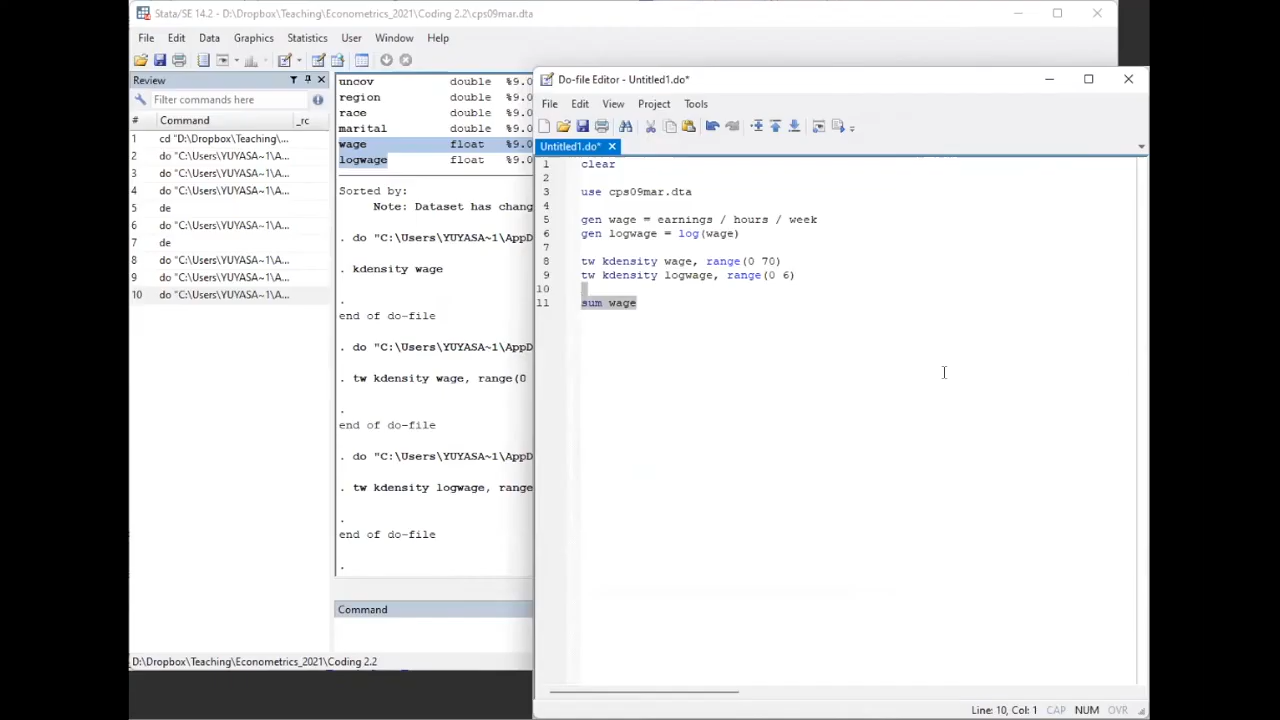 Stata/SE 14.2 - D:\Dropbox\Teaching\Econometrics_2021\Coding 2.2\cps09mar.dta
File Edit Data Graphics Statistics User Window Help
Review
Filter commands here
# Command _rc
1 cd "D:\Dropbox\Teaching\...
2 do "C:\Users\YUYASA~1\A...
3 do "C:\Users\YUYASA~1\A...
4 do "C:\Users\YUYASA~1\A...
5 de
6 do "C:\Users\YUYASA~1\A...
7 de
8 do "C:\Users\YUYASA~1\A...
9 do "C:\Users\YUYASA~1\A...
10 do "C:\Users\YUYASA~1\A...
uncov double %9.0
region double %9.0
race double %9.0
marital double %9.0
wage float %9.0
logwage float %9.0
Sorted by:
Note: Dataset has chang
. do "C:\Users\YUYASA~1\AppD
. kdensity wage
.
end of do-file
. do "C:\Users\YUYASA~1\AppD
. tw kdensity wage, range(0
.
end of do-file
. do "C:\Users\YUYASA~1\AppD
. tw kdensity logwage, range
.
end of do-file
.
Command
D:\Dropbox\Teaching\Econometrics_2021\Coding 2.2
Do-file Editor - Untitled1.do*
File Edit View Project Tools
Untitled1.do*
1 clear
2
3 use cps09mar.dta
4
5 gen wage = earnings / hours / week
6 gen logwage = log(wage)
7
8 tw kdensity wage, range(0 70)
9 tw kdensity logwage, range(0 6)
10
11 sum wage
Line: 10, Col: 1 CAP NUM OVR